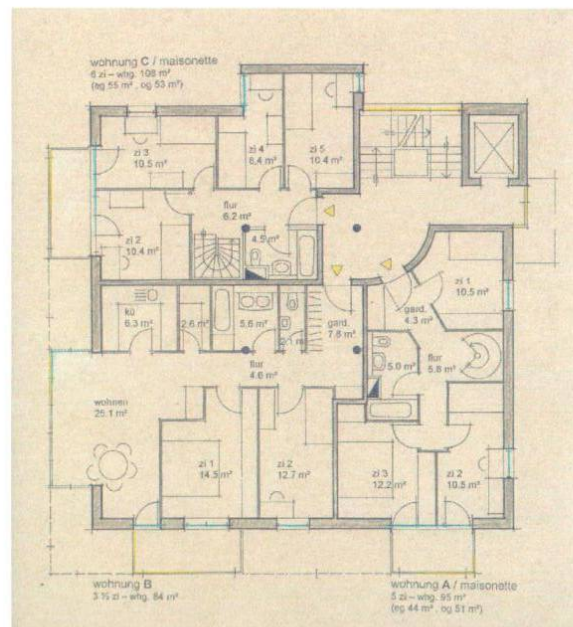 wohnung C / maisonette
6 zi – whg. 108 m²
(eg 55 m² , og 53 m²)
zi 3
10.5 m²
zi 4
6.4 m²
zi 5
10.4 m²
flur
6.2 m²
4.5 m²
zi 2
10.4 m²
zi 1
10.5 m²
gard.
4.3 m²
kü
6.3 m²
2.6 m²
5.6 m²
gard.
7.6 m²
5.0 m²
flur
5.8 m²
flur
4.6 m²
wohnen
25.1 m²
zi 1
14.5 m²
zi 2
12.7 m²
zi 3
12.2 m²
zi 2
10.5 m²
wohnung B
3 ½ zi – whg. 84 m²
wohnung A / maisonette
5 zi – whg. 95 m²
(eg 44 m² , og 51 m²)